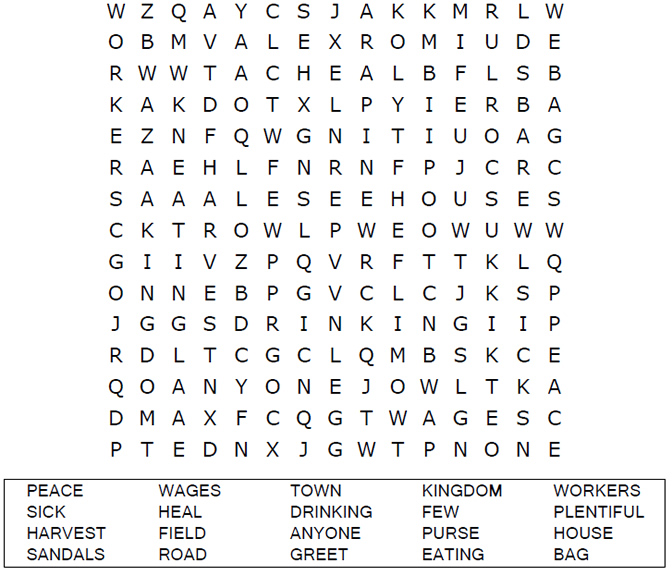 W Z Q A Y C S J A K K M R L W
O B M V A L E X R O M I U D E
R W W T A C H E A L B F L S B
K A K D O T X L P Y I E R B A
E Z N F Q W G N I T I U O A G
R A E H L F N R N F P J C R C
S A A A L E S E E H O U S E S
C K T R O W L P W E O W U W W
G I I V Z P Q V R F T T K L Q
O N N E B P G V C L C J K S P
J G G S D R I N K I N G I I P
R D L T C G C L Q M B S K C E
Q O A N Y O N E J O W L T K A
D M A X F C Q G T W A G E S C
P T E D N X J G W T P N O N E
PEACE WAGES TOWN KINGDOM WORKERS
SICK HEAL DRINKING FEW PLENTIFUL
HARVEST FIELD ANYONE PURSE HOUSE
SANDALS ROAD GREET EATING BAG